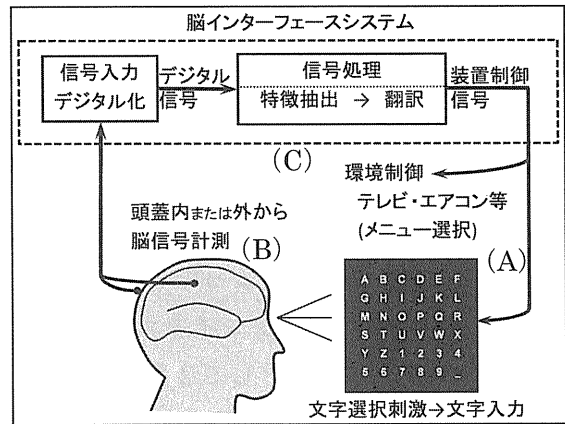 脳インターフェースシステム
信号入力
デジタル化
デジタル
信号
信号処理
特徴抽出 → 翻訳
装置制御
信号
(C)
環境制御
テレビ・エアコン等
(メニュー選択)
頭蓋内または外から
脳信号計測
(B)
(A)
A B C D E F
G H I J K L
M N O P Q R
S T U V W X
Y Z 1 2 3 4
5 6 7 8 9 _
文字選択刺激→文字入力